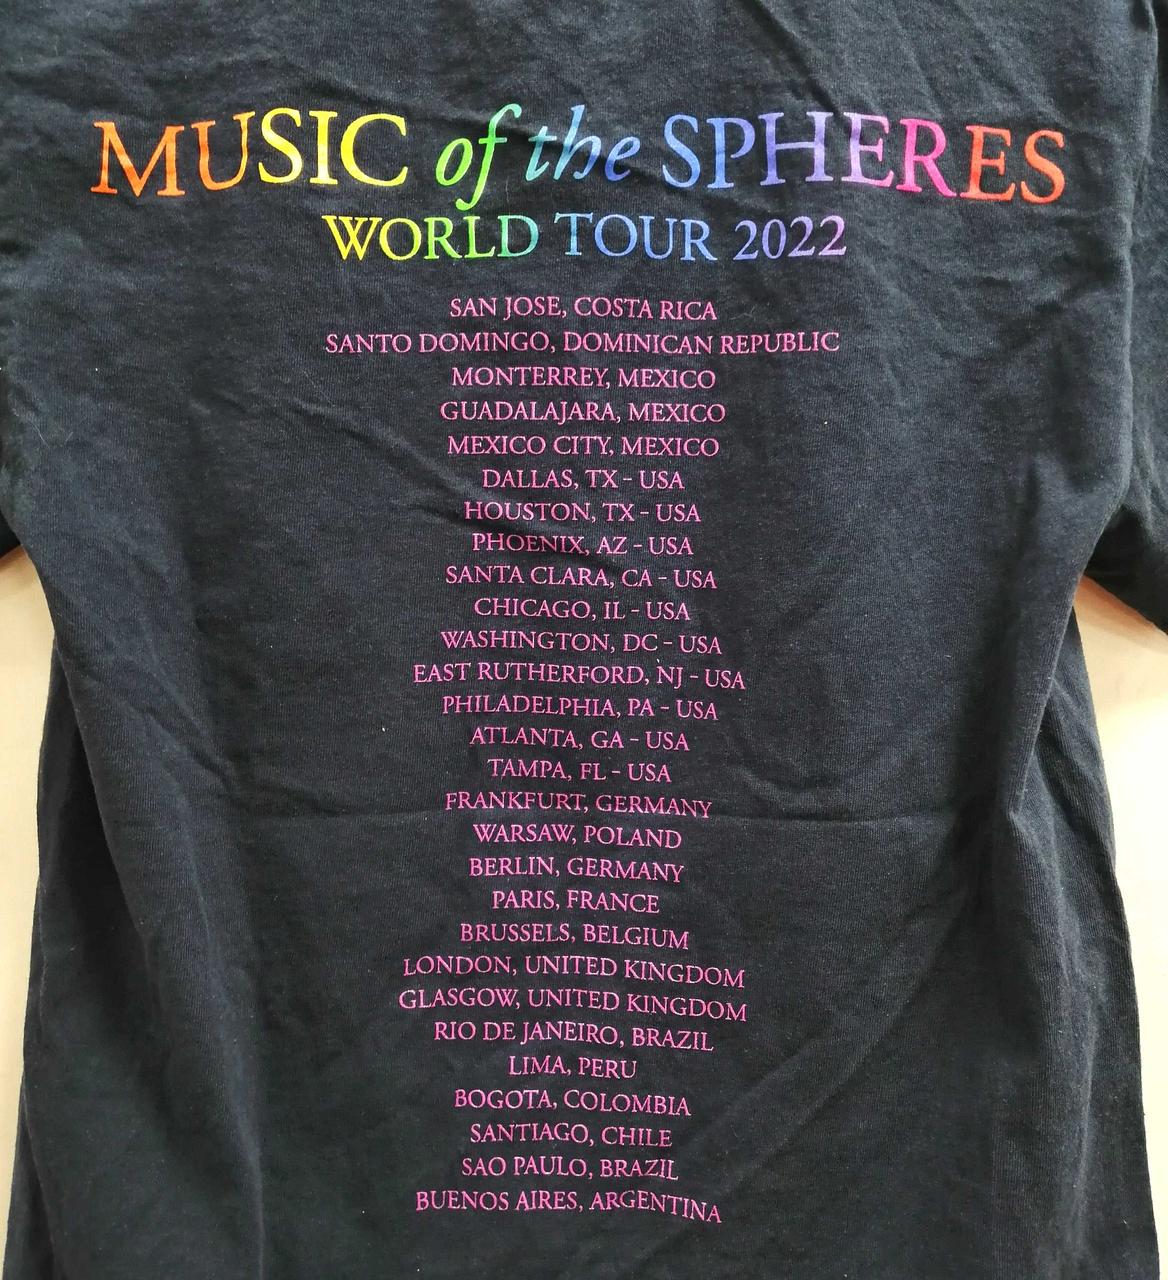 MUSIC of the SPHERES
WORLD TOUR 2022
SAN JOSE, COSTA RICA
SANTO DOMINGO, DOMINICAN REPUBLIC
MONTERREY, MEXICO
GUADALAJARA, MEXICO
MEXICO CITY, MEXICO
DALLAS, TX - USA
HOUSTON, TX - USA
PHOENIX, AZ - USA
SANTA CLARA, CA - USA
CHICAGO, IL - USA
WASHINGTON, DC - USA
EAST RUTHERFORD, NJ - USA
PHILADELPHIA, PA - USA
ATLANTA, GA - USA
TAMPA, FL - USA
FRANKFURT, GERMANY
WARSAW, POLAND
BERLIN, GERMANY
PARIS, FRANCE
BRUSSELS, BELGIUM
LONDON, UNITED KINGDOM
GLASGOW, UNITED KINGDOM
RIO DE JANEIRO, BRAZIL
LIMA, PERU
BOGOTA, COLOMBIA
SANTIAGO, CHILE
SAO PAULO, BRAZIL
BUENOS AIRES, ARGENTINA